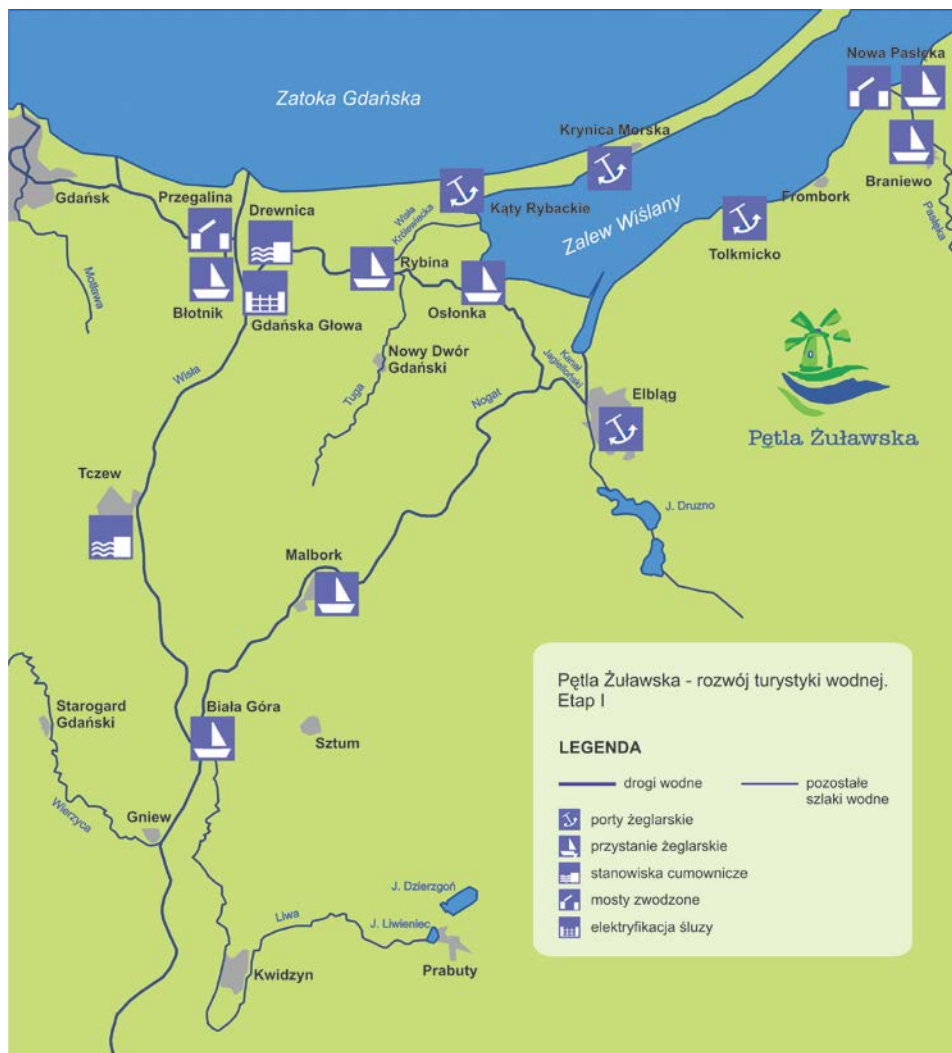 Zatoka Gdańska
Nowa Pasłęka
Krynica Morska
Braniewo
Pasłęka
Frombork
Gdańsk
Przegalina
Drewnica
Wisła
Królewiecka
Kąty Rybackie
Zalew Wiślany
Tolkmicko
Motława
Błotnik
Gdańska Głowa
Rybina
Osłonka
Nowy Dwór
Gdański
Tuga
Wisła
Nogat
Kanał
Jagielloński
Elbląg
Pętla Żuławska
Tczew
J. Druzno
Malbork
Starogard
Gdański
Biała Góra
Sztum
Wierzyca
Gniew
J. Dzierzgoń
Liwa
J. Liwieniec
Kwidzyn
Prabuty
Pętla Żuławska - rozwój turystyki wodnej.
Etap I
LEGENDA
drogi wodne
pozostałe
szlaki wodne
porty żeglarskie
przystanie żeglarskie
stanowiska cumownicze
mosty zwodzone
elektryfikacja śluzy